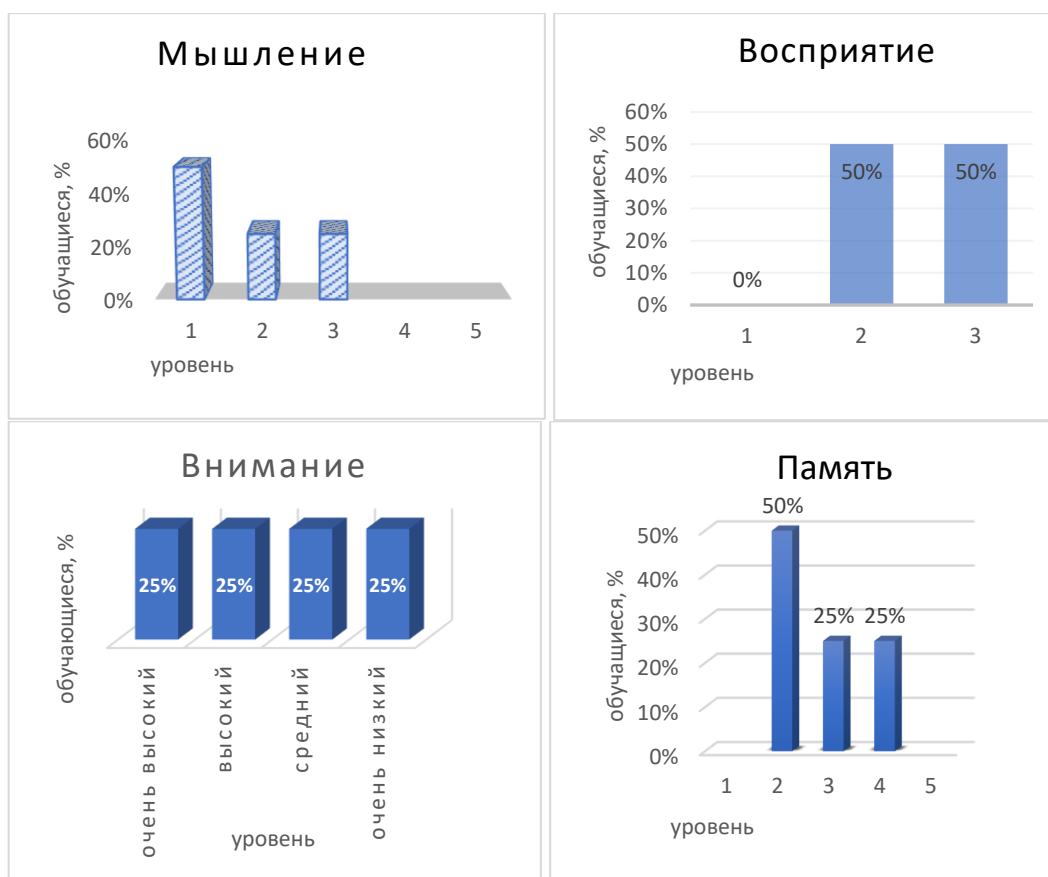 Мышление
обучащиеся, %
60%
40%
20%
0%
1 2 3 4 5
уровень
Восприятие
обучащиеся, %
60%
50%
40%
30%
20%
10%
0%
0%
50%
50%
1 2 3
уровень
Внимание
обучающиеся, %
25% 25% 25% 25%
очень высокий
высокий
средний
очень низкий
уровень
Память
обучащиеся, %
50%
40%
30%
20%
10%
0%
50%
25%
25%
1 2 3 4 5
уровень